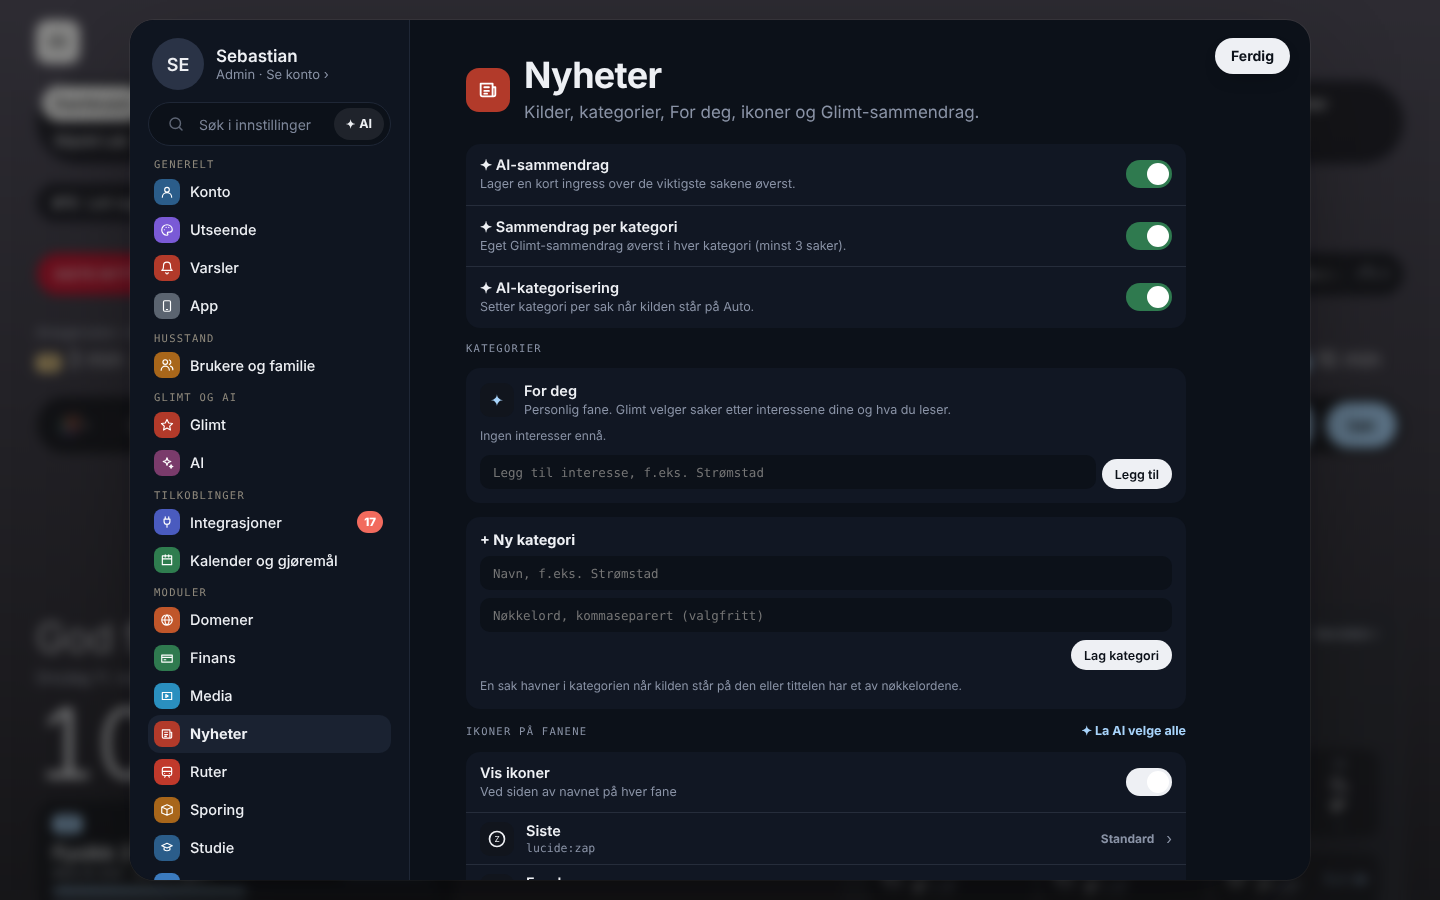 SE
Sebastian
Admin · Se konto ›
Søk i innstillinger
✦ AI
GENERELT
Konto
Utseende
Varsler
App
HUSSTAND
Brukere og familie
GLIMT OG AI
Glimt
AI
TILKOBLINGER
Integrasjoner
17
Kalender og gjøremål
MODULER
Domener
Finans
Media
Nyheter
Ruter
Sporing
Studie
Ferdig
Nyheter
Kilder, kategorier, For deg, ikoner og Glimt-sammendrag.
✦ AI-sammendrag
Lager en kort ingress over de viktigste sakene øverst.
✦ Sammendrag per kategori
Eget Glimt-sammendrag øverst i hver kategori (minst 3 saker).
✦ AI-kategorisering
Setter kategori per sak når kilden står på Auto.
KATEGORIER
✦
For deg
Personlig fane. Glimt velger saker etter interessene dine og hva du leser.
Ingen interesser ennå.
Legg til interesse, f.eks. Strømstad
Legg til
+ Ny kategori
Navn, f.eks. Strømstad
Nøkkelord, kommaseparert (valgfritt)
Lag kategori
En sak havner i kategorien når kilden står på den eller tittelen har et av nøkkelordene.
IKONER PÅ FANENE
✦ La AI velge alle
Vis ikoner
Ved siden av navnet på hver fane
Z
Siste
lucide:zap
Standard ›
10